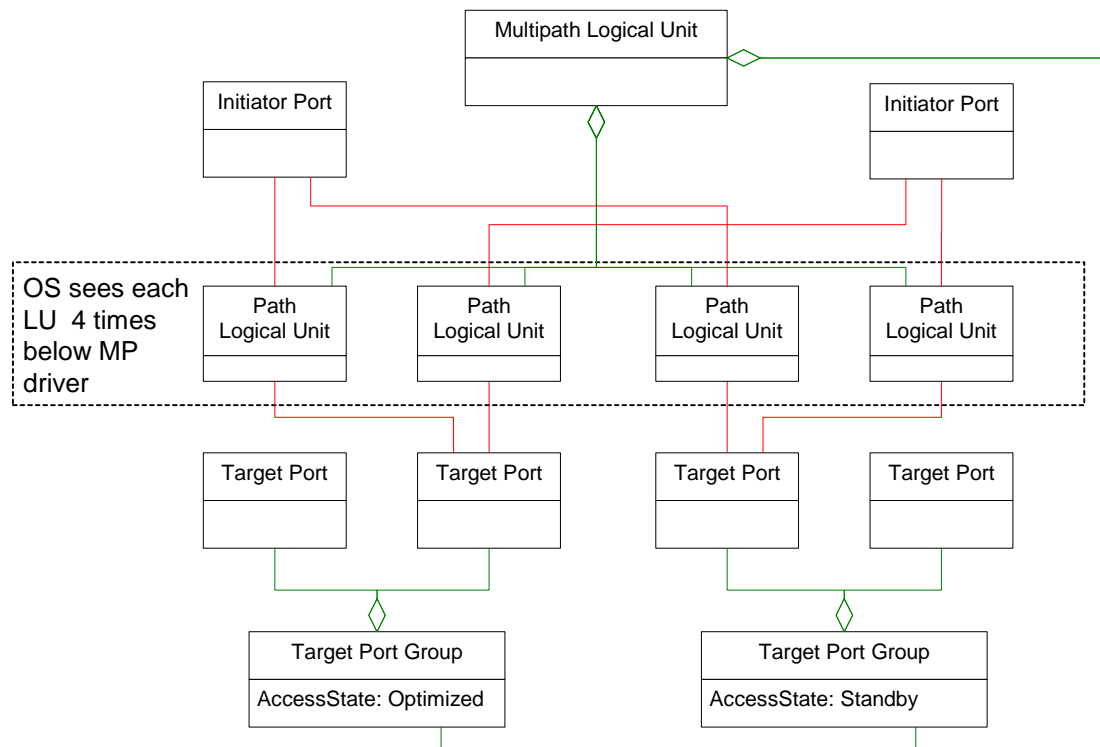 Multipath Logical Unit
Initiator Port
Initiator Port
OS sees each
LU 4 times
below MP
driver
Path
Logical Unit
Path
Logical Unit
Path
Logical Unit
Path
Logical Unit
Target Port
Target Port
Target Port
Target Port
Target Port Group
AccessState: Optimized
Target Port Group
AccessState: Standby